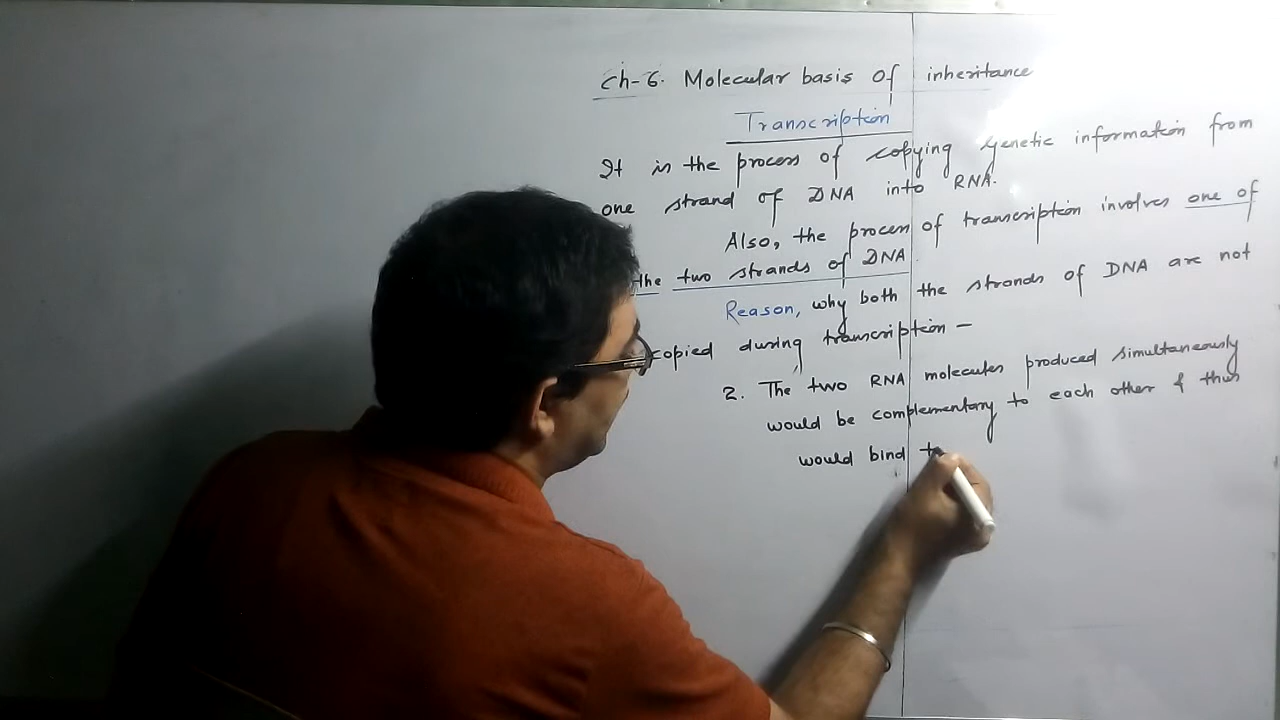 Ch-6. Molecular basis of inheritance
Transcription
It is the process of copying genetic information from
one strand of DNA into RNA.
Also, the process of transcription involves one of
the two strands of DNA
Reason, why both the strands of DNA are not
copied during transcription –
2. The two RNA molecules produced simultaneously
would be complementary to each other & thus
would bind